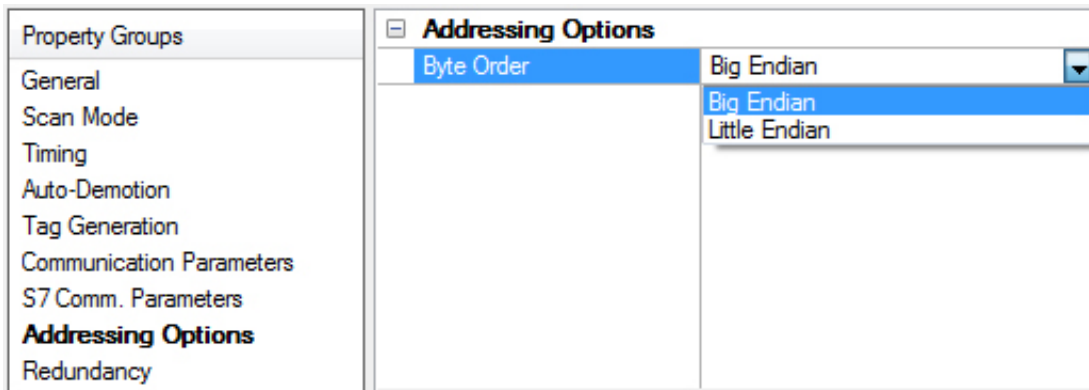 Property Groups
General
Scan Mode
Timing
Auto-Demotion
Tag Generation
Communication Parameters
S7 Comm. Parameters
Addressing Options
Redundancy
Addressing Options
Byte Order Big Endian
Big Endian
Little Endian